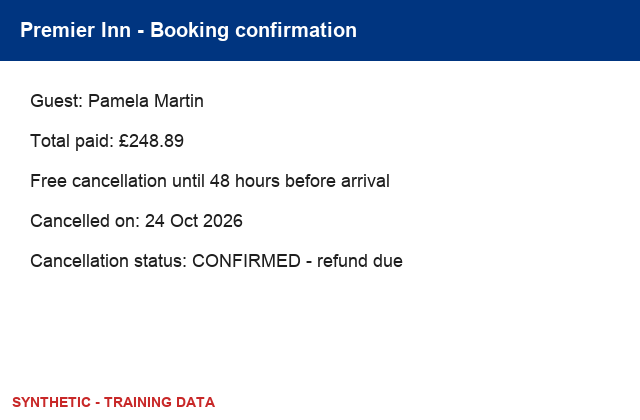 Premier Inn - Booking confirmation
Guest: Pamela Martin
Total paid: £248.89
Free cancellation until 48 hours before arrival
Cancelled on: 24 Oct 2026
Cancellation status: CONFIRMED - refund due
SYNTHETIC - TRAINING DATA